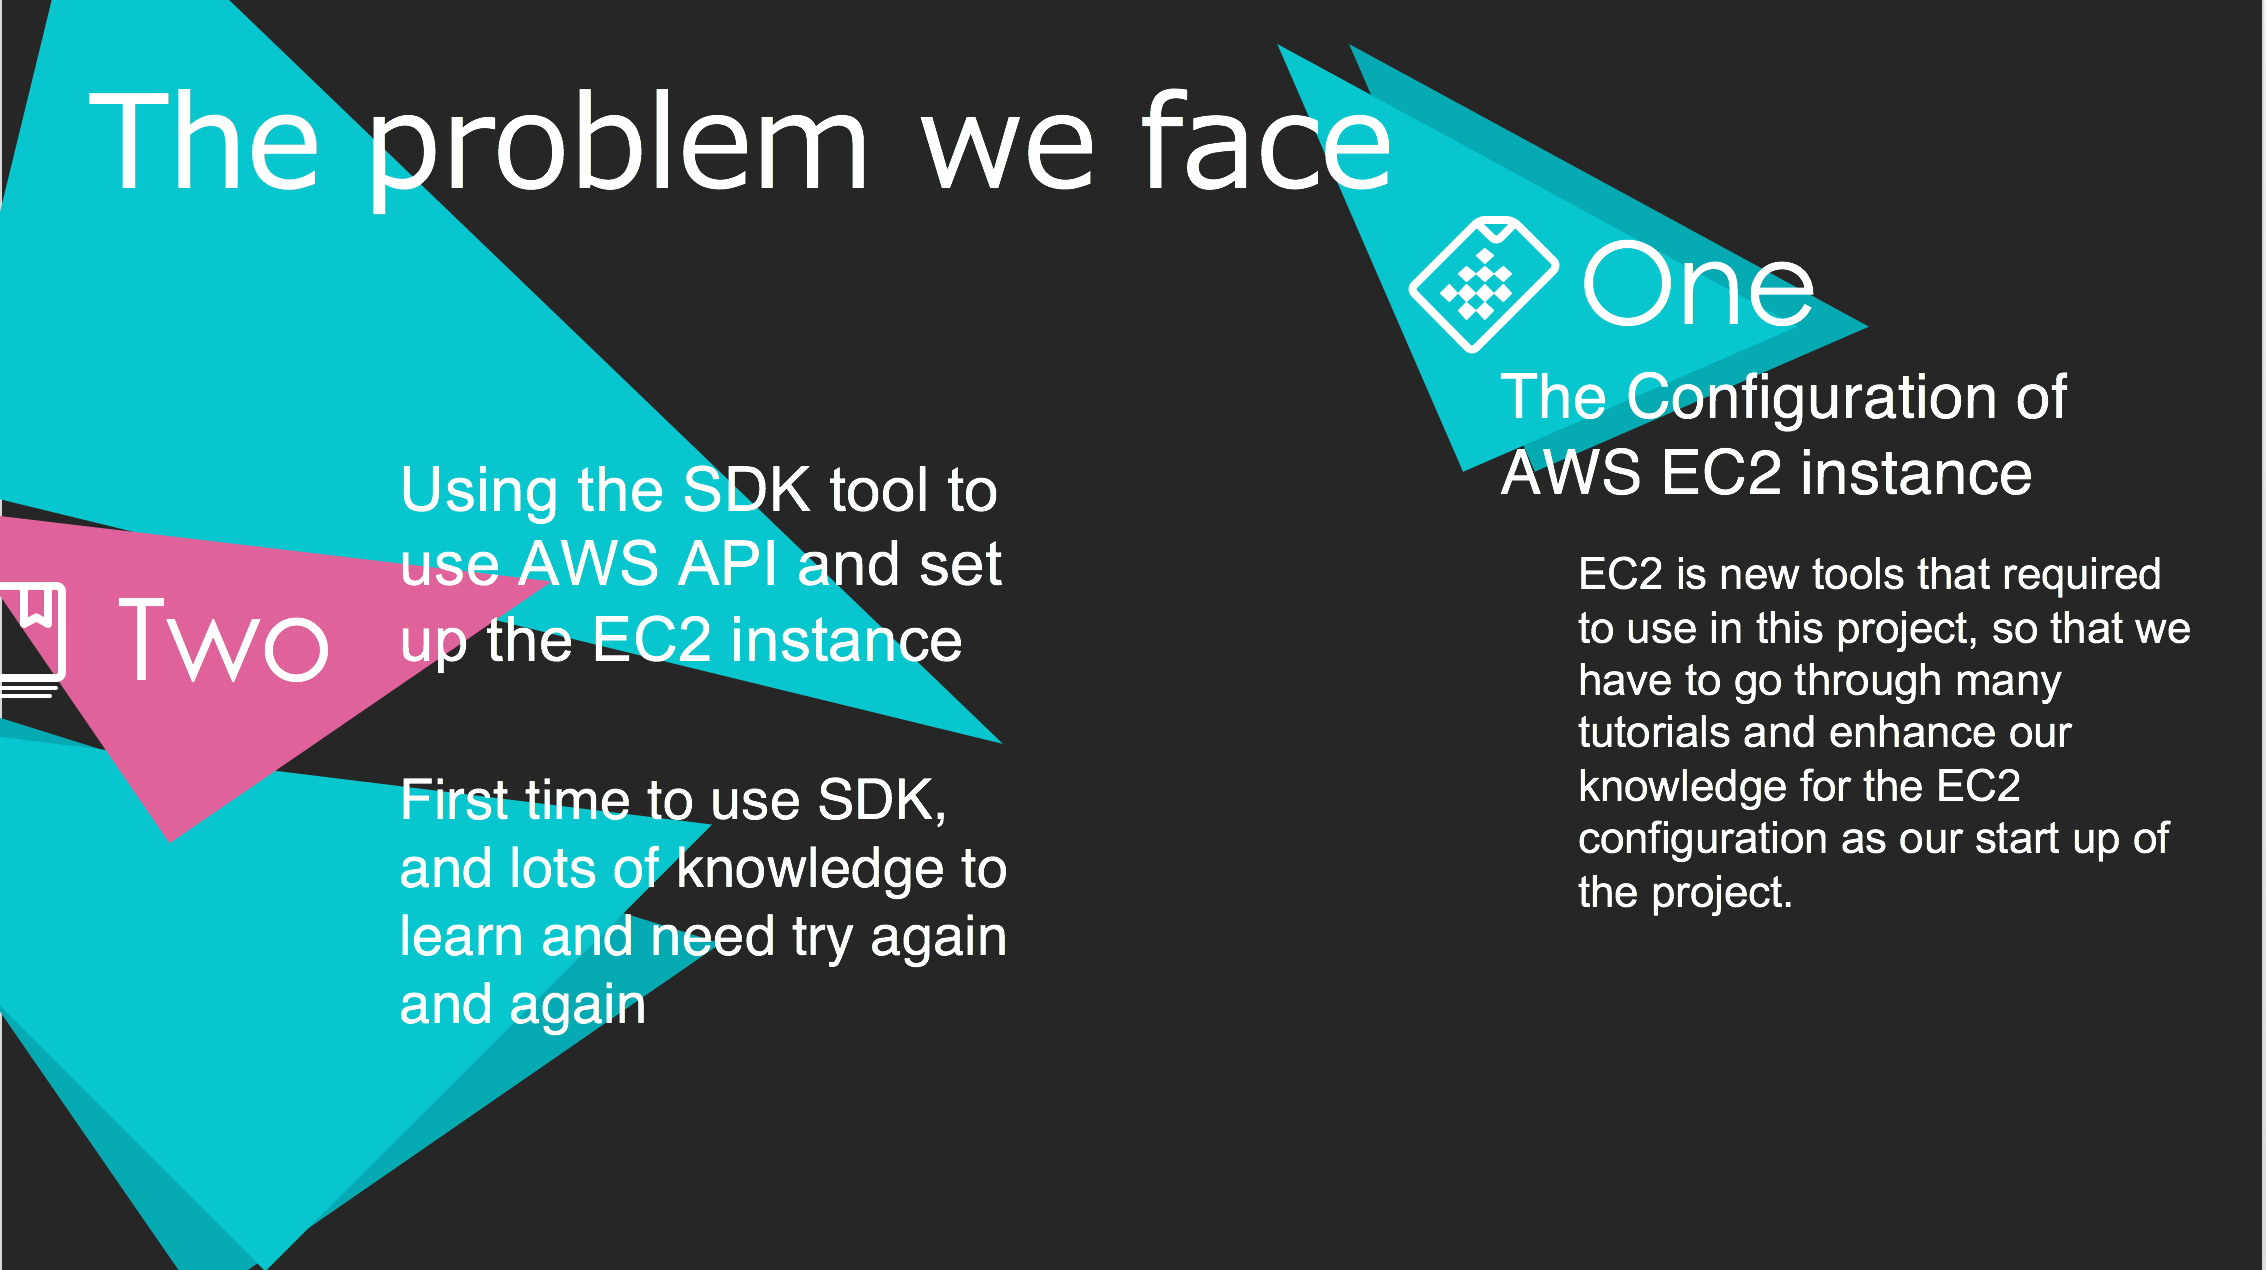 The problem we face
One
The Configuration of
AWS EC2 instance
EC2 is new tools that required
to use in this project, so that we
have to go through many
tutorials and enhance our
knowledge for the EC2
configuration as our start up of
the project.
Two
Using the SDK tool to
use AWS API and set
up the EC2 instance
First time to use SDK,
and lots of knowledge to
learn and need try again
and again